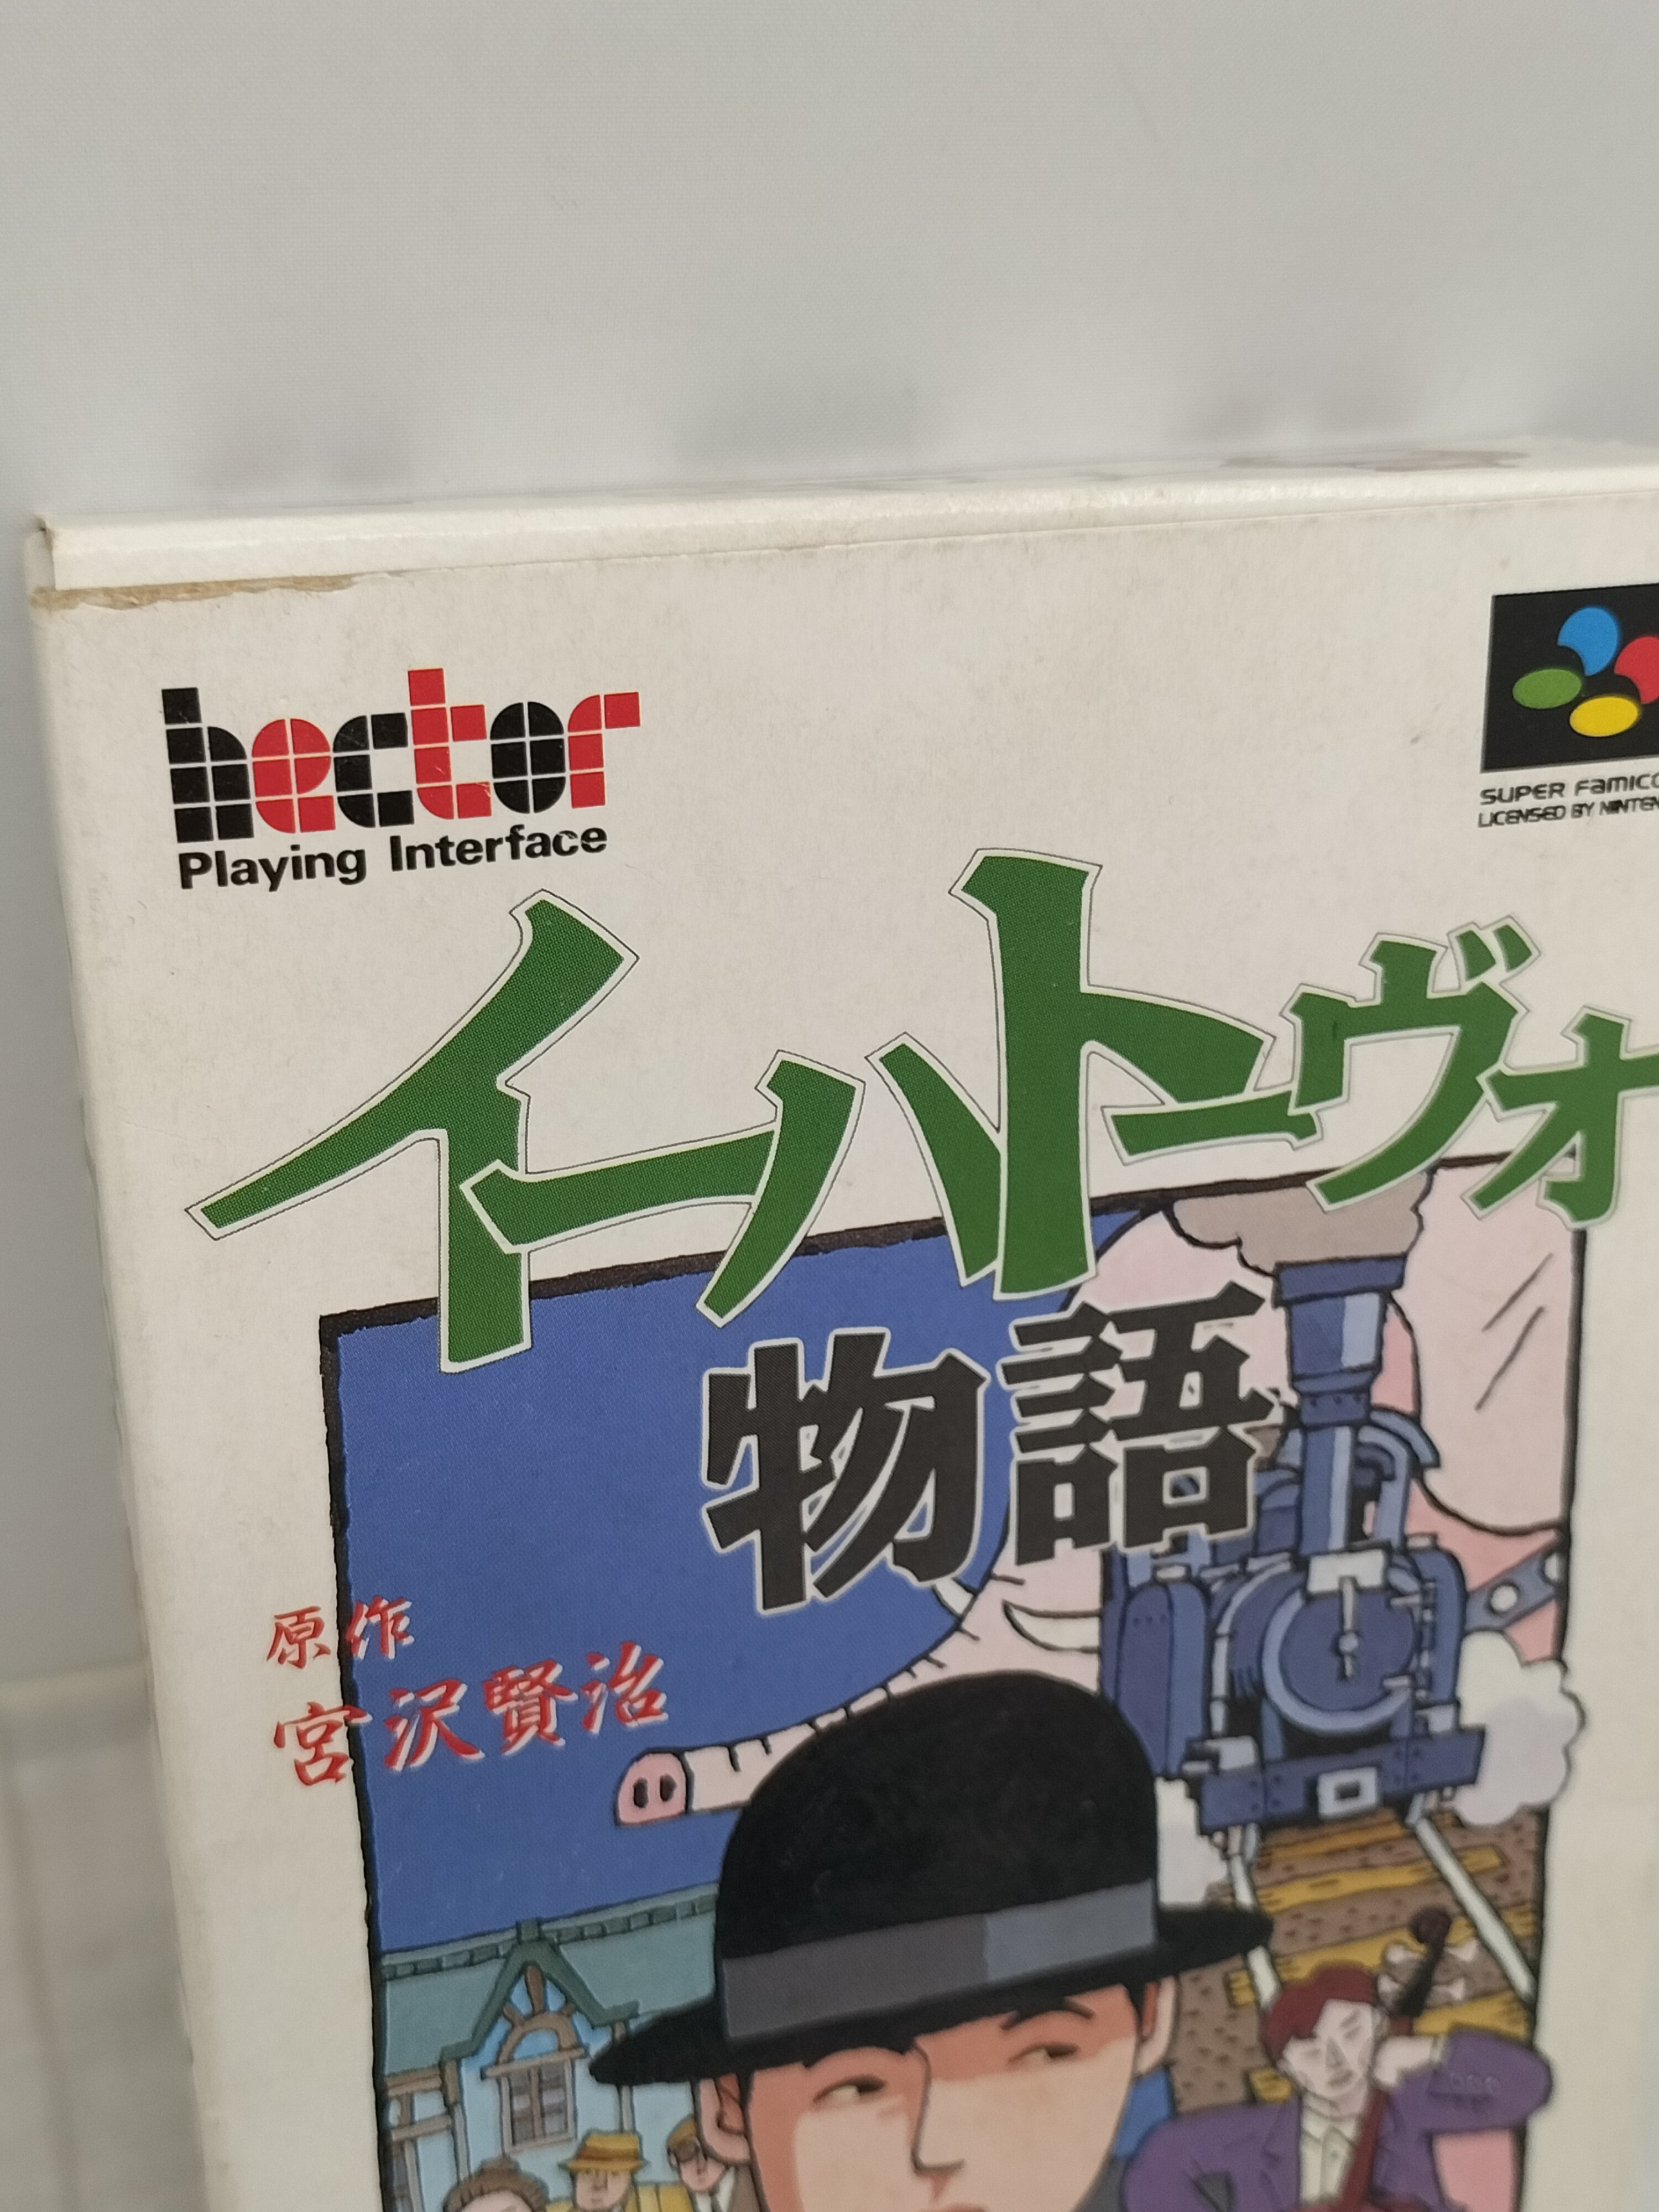 hector
Playing Interface
SUPER FAMICO
LICENSED BY NINTEN
イーハトーヴォ
物語
原作
宮沢賢治